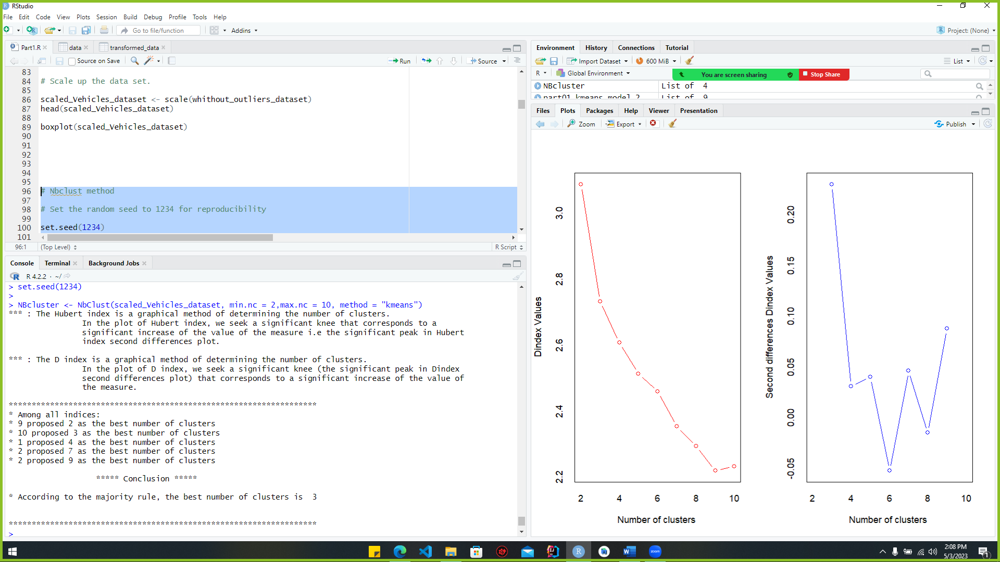 RStudio
File Edit Code View Plots Session Build Debug Profile Tools Help
Go to file/function Addins Project: (None)
Part1.R data transformed_data
Source on Save Run Source
83
84 # Scale up the data set.
85
86 scaled_Vehicles_dataset <- scale(whithout_outliers_dataset)
87 head(scaled_Vehicles_dataset)
88
89 boxplot(scaled_Vehicles_dataset)
90
91
92
93
94
95
96 # Nbclust method
97
98 # Set the random seed to 1234 for reproducibility
99
100 set.seed(1234)
101
96:1 (Top Level) R Script
Console Terminal Background Jobs
R 4.2.2 · ~/
> set.seed(1234)
>
> NBcluster <- NbClust(scaled_Vehicles_dataset, min.nc = 2,max.nc = 10, method = "kmeans")
*** : The Hubert index is a graphical method of determining the number of clusters.
In the plot of Hubert index, we seek a significant knee that corresponds to a
significant increase of the value of the measure i.e the significant peak in Hubert
index second differences plot.
*** : The D index is a graphical method of determining the number of clusters.
In the plot of D index, we seek a significant knee (the significant peak in Dindex
second differences plot) that corresponds to a significant increase of the value of
the measure.
*******************************************************************
* Among all indices:
* 9 proposed 2 as the best number of clusters
* 10 proposed 3 as the best number of clusters
* 1 proposed 4 as the best number of clusters
* 2 proposed 7 as the best number of clusters
* 2 proposed 9 as the best number of clusters
***** Conclusion *****
* According to the majority rule, the best number of clusters is 3
*******************************************************************
>
Environment History Connections Tutorial
Import Dataset 600 MiB List
R Global Environment
You are screen sharing Stop Share
NBcluster List of 4
part01_kmeans_model_2 List of 9
Files Plots Packages Help Viewer Presentation
Zoom Export Publish
Dindex Values
3.0
2.8
2.6
2.4
2.2
2 4 6 8 10
Number of clusters
Second differences Dindex Values
0.20
0.15
0.10
0.05
0.00
-0.05
2 4 6 8 10
Number of clusters
zoom
2:08 PM
5/3/2023
1